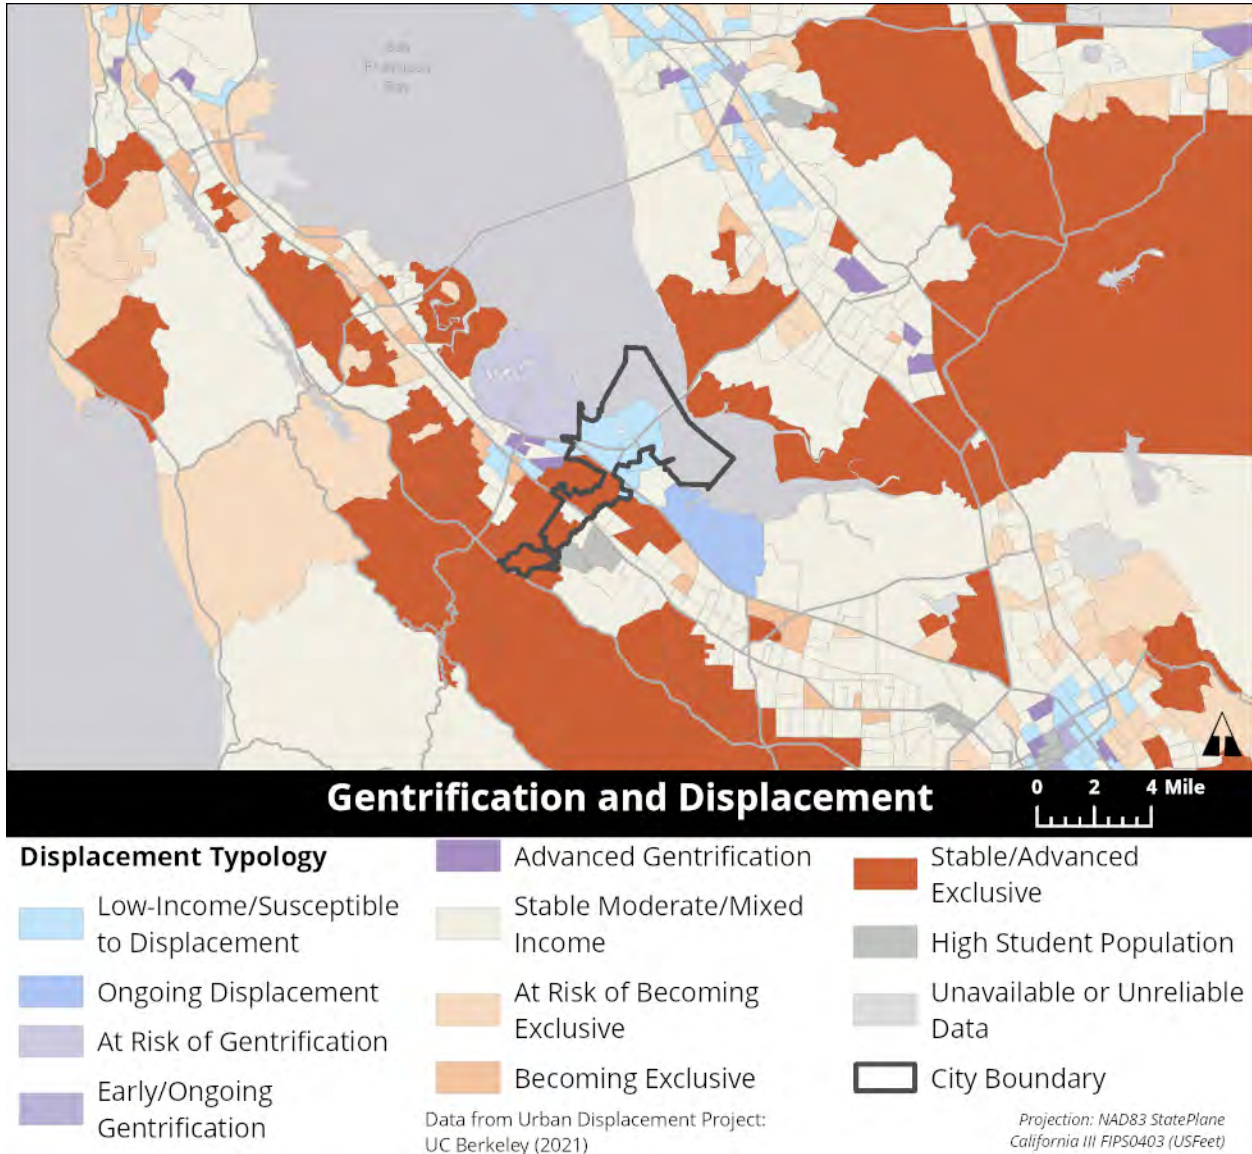 San
Francisco
Bay
Gentrification and Displacement
0 2 4 Mile
Displacement Typology
Low-Income/Susceptible
to Displacement
Ongoing Displacement
At Risk of Gentrification
Early/Ongoing
Gentrification
Advanced Gentrification
Stable Moderate/Mixed
Income
At Risk of Becoming
Exclusive
Becoming Exclusive
Data from Urban Displacement Project:
UC Berkeley (2021)
Stable/Advanced
Exclusive
High Student Population
Unavailable or Unreliable
Data
City Boundary
Projection: NAD83 StatePlane
California III FIPS0403 (USFeet)